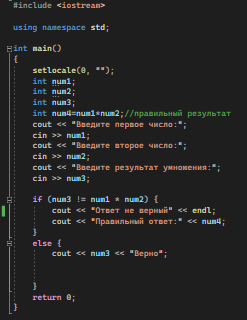 #include <iostream>
using namespace std;
int main()
{
setlocale(0, "");
int num1;
int num2;
int num3;
int num4=num1*num2;//правильный результат
cout << "Введите первое число:";
cin >> num1;
cout << "Введите второе число:";
cin >> num2;
cout << "Введите результат умножения:";
cin >> num3;
if (num3 != num1 * num2) {
cout << "Ответ не верный" << endl;
cout << "Правильный ответ:" << num4;
}
else {
cout << num3 << "Верно";
}
return 0;
}